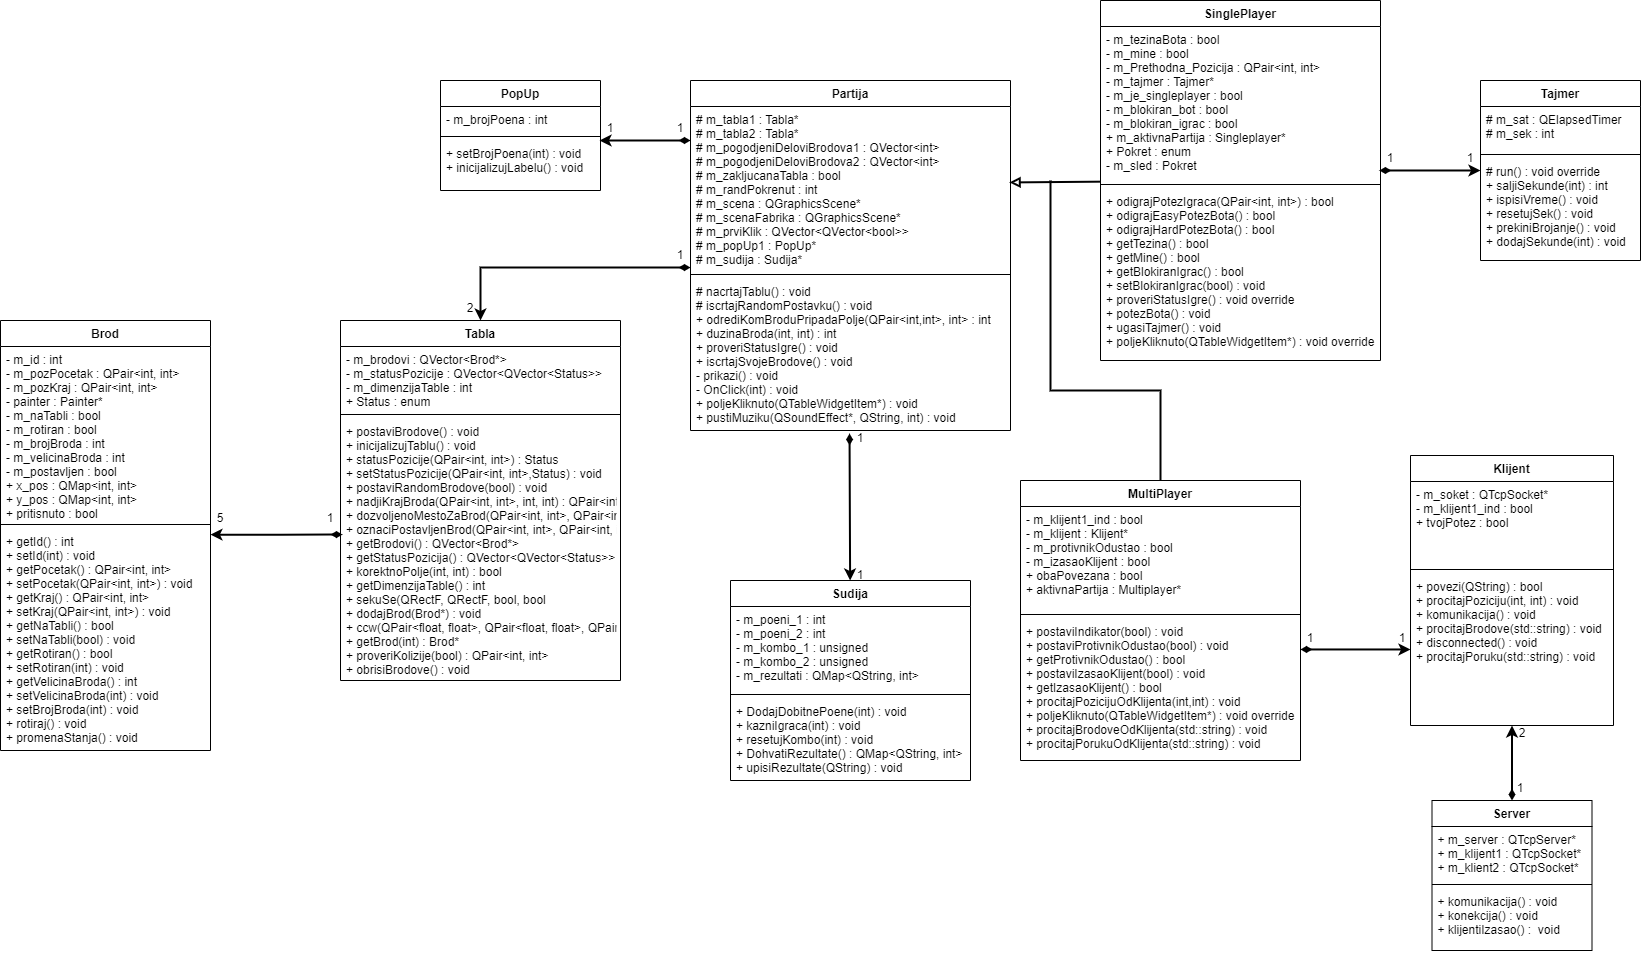 SinglePlayer
- m_tezinaBota : bool
- m_mine : bool
- m_Prethodna_Pozicija : QPair<int, int>
- m_tajmer : Tajmer*
- m_je_singleplayer : bool
- m_blokiran_bot : bool
- m_blokiran_igrac : bool
+ m_aktivnaPartija : Singleplayer*
+ Pokret : enum
- m_sled : Pokret
+ odigrajPotezIgraca(QPair<int, int>) : bool
+ odigrajEasyPotezBota() : bool
+ odigrajHardPotezBota() : bool
+ getTezina() : bool
+ getMine() : bool
+ getBlokiranIgrac() : bool
+ setBlokiranIgrac(bool) : void
+ proveriStatusIgre() : void override
+ potezBota() : void
+ ugasiTajmer() : void
+ poljeKliknuto(QTableWidgetItem*) : void override
PopUp
- m_brojPoena : int
+ setBrojPoena(int) : void
+ inicijalizujLabelu() : void
1
1
Partija
# m_tabla1 : Tabla*
# m_tabla2 : Tabla*
# m_pogodjeniDeloviBrodova1 : QVector<int>
# m_pogodjeniDeloviBrodova2 : QVector<int>
# m_zakljucanaTabla : bool
# m_randPokrenut : int
# m_scena : QGraphicsScene*
# m_scenaFabrika : QGraphicsScene*
# m_prviKlik : QVector<QVector<bool>>
# m_popUp1 : PopUp*
# m_sudija : Sudija*
# nacrtajTablu() : void
# iscrtajRandomPostavku() : void
+ odrediKomBroduPripadaPolje(QPair<int,int>, int> : int
+ duzinaBroda(int, int) : int
+ proveriStatusIgre() : void
+ iscrtajSvojeBrodove() : void
- prikazi() : void
- OnClick(int) : void
+ poljeKliknuto(QTableWidgetItem*) : void
+ pustiMuziku(QSoundEffect*, QString, int) : void
1
1
Tajmer
# m_sat : QElapsedTimer
# m_sek : int
# run() : void override
+ saljiSekunde(int) : int
+ ispisiVreme() : void
+ resetujSek() : void
+ prekiniBrojanje() : void
+ dodajSekunde(int) : void
1
2
Brod
- m_id : int
- m_pozPocetak : QPair<int, int>
- m_pozKraj : QPair<int, int>
- painter : Painter*
- m_naTabli : bool
- m_rotiran : bool
- m_brojBroda : int
- m_velicinaBroda : int
- m_postavljen : bool
+ x_pos : QMap<int, int>
+ y_pos : QMap<int, int>
+ pritisnuto : bool
+ getId() : int
+ setId(int) : void
+ getPocetak() : QPair<int, int>
+ setPocetak(QPair<int, int>) : void
+ getKraj() : QPair<int, int>
+ setKraj(QPair<int, int>) : void
+ getNaTabli() : bool
+ setNaTabli(bool) : void
+ getRotiran() : bool
+ setRotiran(int) : void
+ getVelicinaBroda() : int
+ setVelicinaBroda(int) : void
+ setBrojBroda(int) : void
+ rotiraj() : void
+ promenaStanja() : void
5
1
Tabla
- m_brodovi : QVector<Brod*>
- m_statusPozicije : QVector<QVector<Status>>
- m_dimenzijaTable : int
+ Status : enum
+ postaviBrodove() : void
+ inicijalizujTablu() : void
+ statusPozicije(QPair<int, int>) : Status
+ setStatusPozicije(QPair<int, int>,Status) : void
+ postaviRandomBrodove(bool) : void
+ nadjiKrajBroda(QPair<int, int>, int, int) : QPair<int
+ dozvoljenoMestoZaBrod(QPair<int, int>, QPair<in
+ oznaciPostavljenBrod(QPair<int, int>, QPair<int,
+ getBrodovi() : QVector<Brod*>
+ getStatusPozicija() : QVector<QVector<Status>>
+ korektnoPolje(int, int) : bool
+ getDimenzijaTable() : int
+ sekuSe(QRectF, QRectF, bool, bool
+ dodajBrod(Brod*) : void
+ ccw(QPair<float, float>, QPair<float, float>, QPair
+ getBrod(int) : Brod*
+ proveriKolizije(bool) : QPair<int, int>
+ obrisiBrodove() : void
1
1
Sudija
- m_poeni_1 : int
- m_poeni_2 : int
- m_kombo_1 : unsigned
- m_kombo_2 : unsigned
- m_rezultati : QMap<QString, int>
+ DodajDobitnePoene(int) : void
+ kazniIgraca(int) : void
+ resetujKombo(int) : void
+ DohvatiRezultate() : QMap<QString, int>
+ upisiRezultate(QString) : void
MultiPlayer
- m_klijent1_ind : bool
- m_klijent : Klijent*
- m_protivnikOdustao : bool
- m_izasaoKlijent : bool
+ obaPovezana : bool
+ aktivnaPartija : Multiplayer*
+ postaviIndikator(bool) : void
+ postaviProtivnikOdustao(bool) : void
+ getProtivnikOdustao() : bool
+ postaviIzasaoKlijent(bool) : void
+ getIzasaoKlijent() : bool
+ procitajPozicijuOdKlijenta(int,int) : void
+ poljeKliknuto(QTableWidgetItem*) : void override
+ procitajBrodoveOdKlijenta(std::string) : void
+ procitajPorukuOdKlijenta(std::string) : void
1
1
Klijent
- m_soket : QTcpSocket*
- m_klijent1_ind : bool
+ tvojPotez : bool
+ povezi(QString) : bool
+ procitajPoziciju(int, int) : void
+ komunikacija() : void
+ procitajBrodove(std::string) : void
+ disconnected() : void
+ procitajPoruku(std::string) : void
2
1
Server
+ m_server : QTcpServer*
+ m_klijent1 : QTcpSocket*
+ m_klient2 : QTcpSocket*
+ komunikacija() : void
+ konekcija() : void
+ klijentiIzasao() :  void